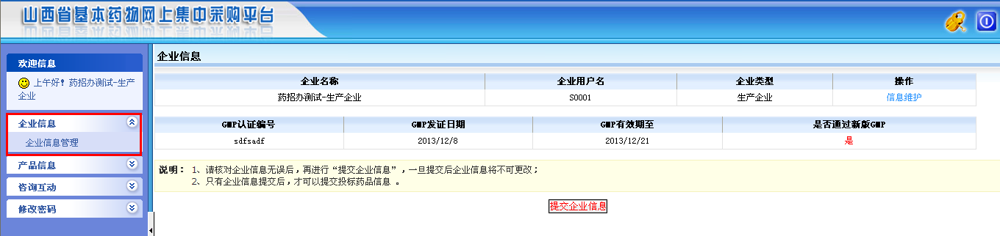 山西省基本药物网上集中采购平台
欢迎信息
上午好！药招办测试-生产
企业
企业信息
企业信息管理
产品信息
咨询互动
修改密码
企业信息
企业名称 企业用户名 企业类型 操作
药招办测试-生产企业 S0001 生产企业 信息维护
GMP认证编号 GMP发证日期 GMP有效期至 是否通过新版GMP
sdfsadf 2013/12/8 2013/12/21 是
说明： 1、请核对企业信息无误后，再进行“提交企业信息”，一旦提交后企业信息将不可更改；
2、只有企业信息提交后，才可以提交投标药品信息 。
提交企业信息